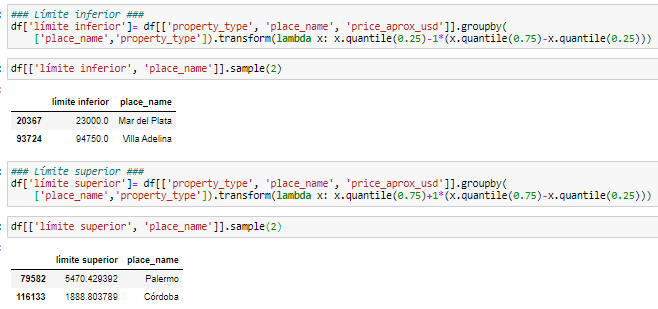 ### Límite inferior ###
df['límite inferior']= df[['property_type', 'place_name', 'price_aprox_usd']].groupby(
['place_name','property_type']).transform(lambda x: x.quantile(0.25)-1*(x.quantile(0.75)-x.quantile(0.25)))
df[['límite inferior', 'place_name']].sample(2)
límite inferior place_name
20367 23000.0 Mar del Plata
93724 94750.0 Villa Adelina
### Límite superior ###
df['límite superior']= df[['property_type', 'place_name', 'price_aprox_usd']].groupby(
['place_name','property_type']).transform(lambda x: x.quantile(0.75)+1*(x.quantile(0.75)-x.quantile(0.25)))
df[['límite superior', 'place_name']].sample(2)
límite superior place_name
79582 5470.429392 Palermo
116133 1888.803789 Córdoba